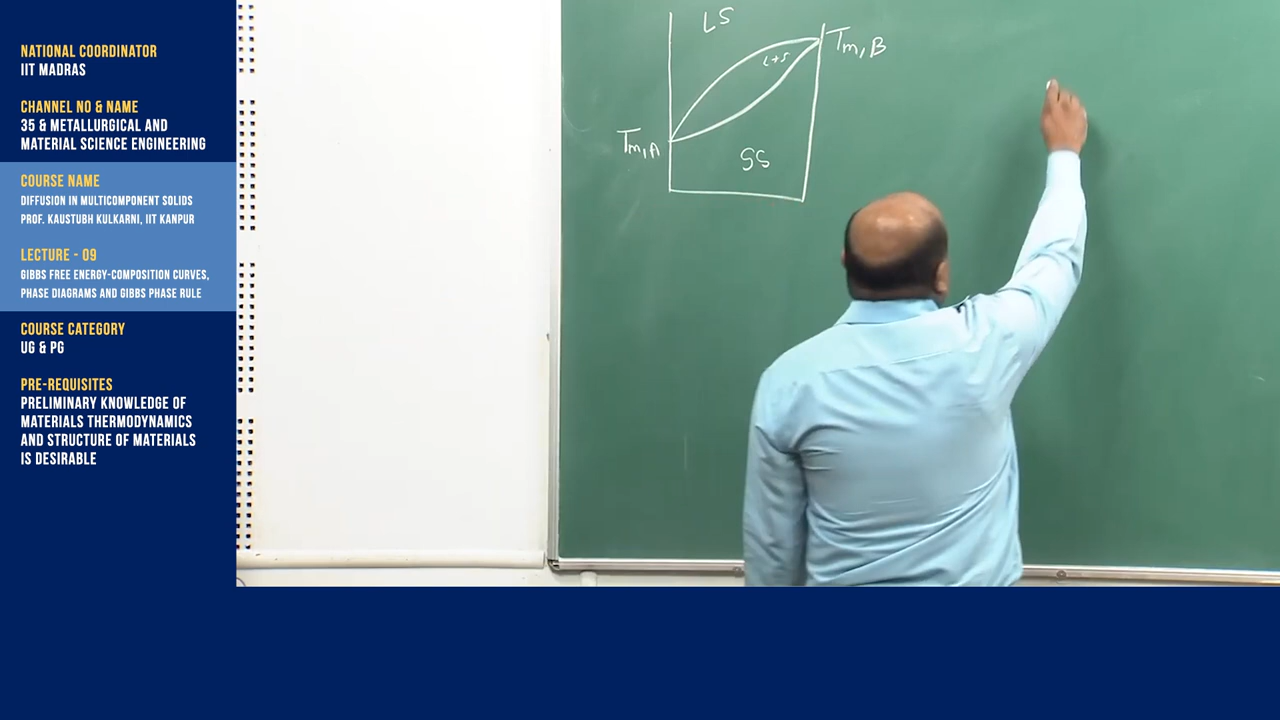 NATIONAL COORDINATOR
IIT MADRAS
CHANNEL NO & NAME
35 & METALLURGICAL AND
MATERIAL SCIENCE ENGINEERING
COURSE NAME
DIFFUSION IN MULTICOMPONENT SOLIDS
PROF. KAUSTUBH KULKARNI, IIT KANPUR
LECTURE - 09
GIBBS FREE ENERGY-COMPOSITION CURVES,
PHASE DIAGRAMS AND GIBBS PHASE RULE
COURSE CATEGORY
UG & PG
PRE-REQUISITES
PRELIMINARY KNOWLEDGE OF
MATERIALS THERMODYNAMICS
AND STRUCTURE OF MATERIALS
IS DESIRABLE
LS
Tm,B
L+S
Tm,A
SS